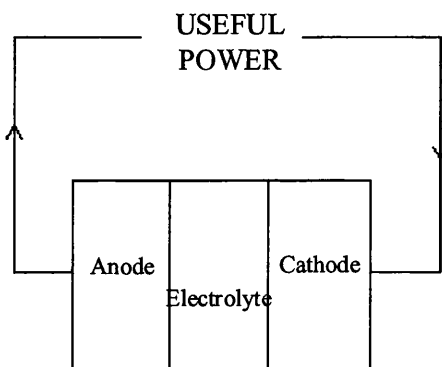 USEFUL
POWER
Anode
Cathode
Electrolyte